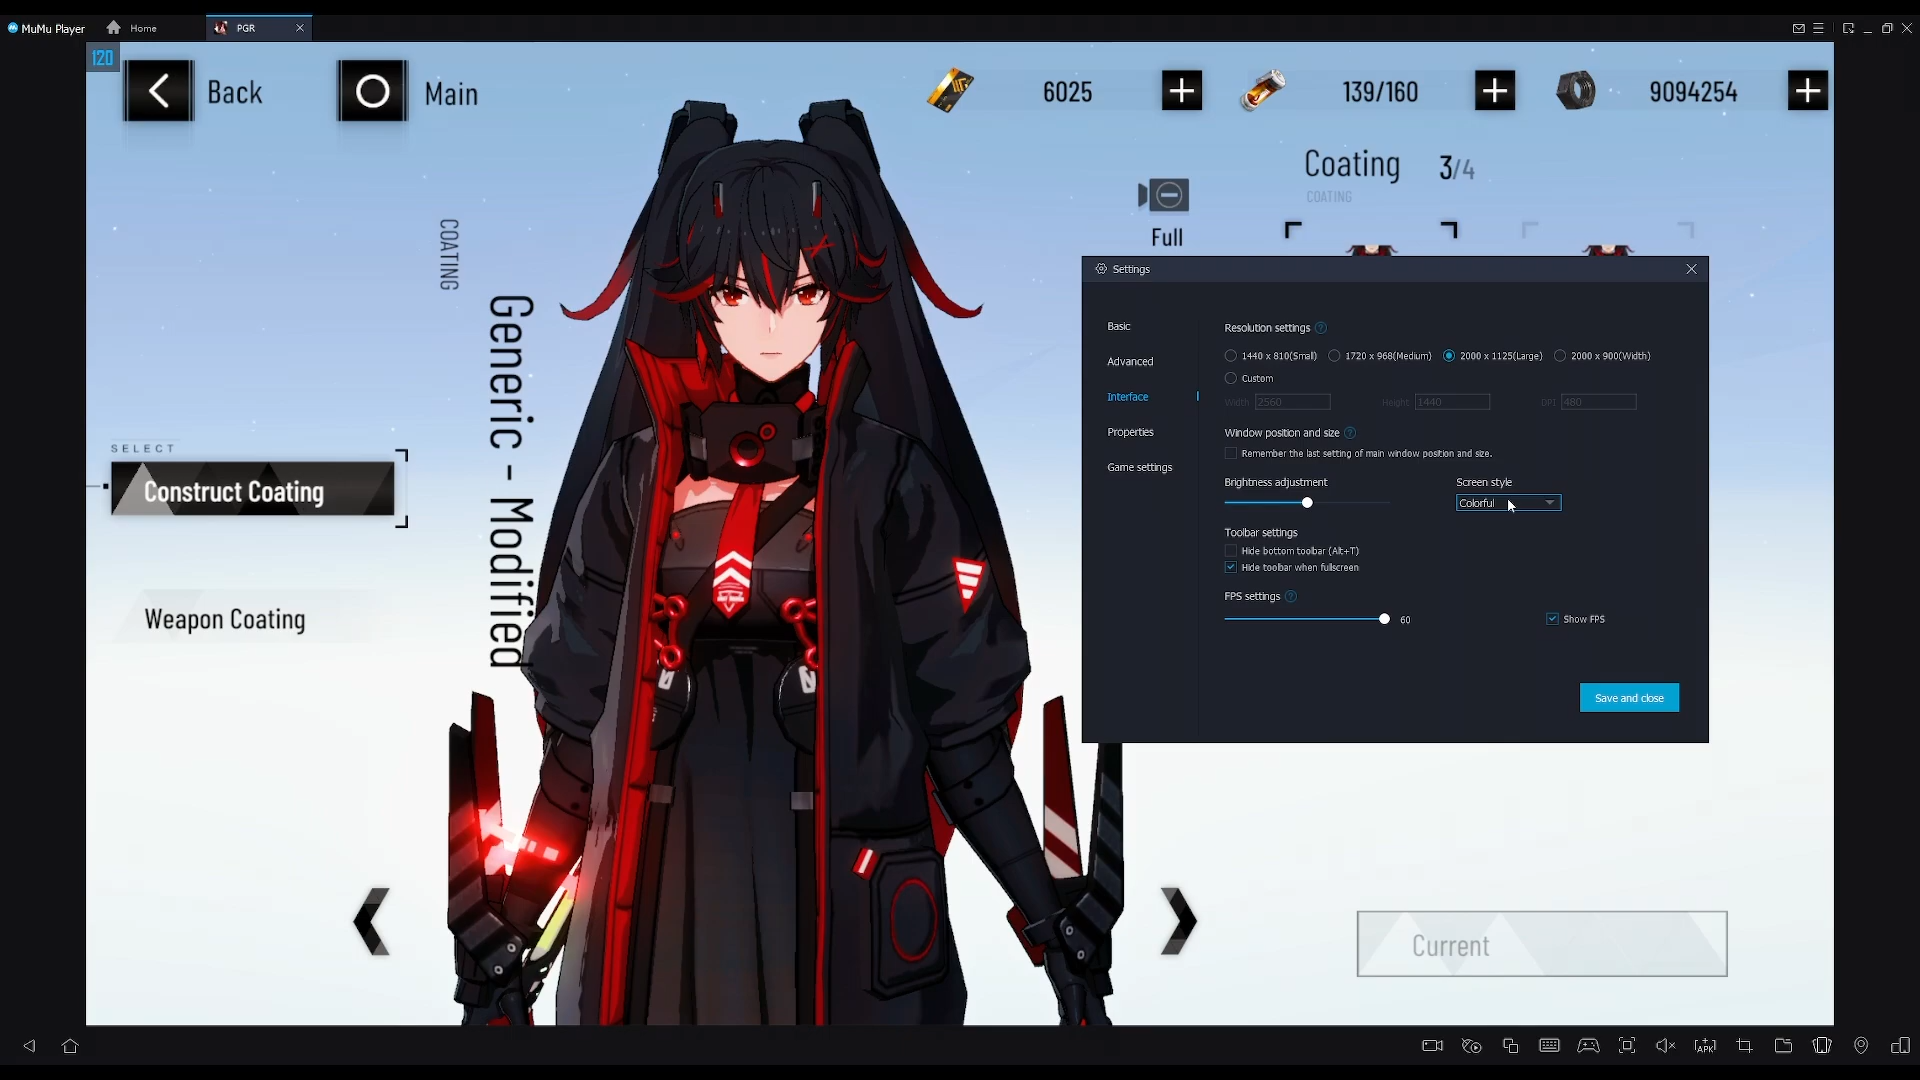 MuMu Player
Home
PGR
120
Back
Main
6025
139/160
9094254
Coating 3/4
COATING
Full
COATING
Generic - Modified
SELECT
Construct Coating
Weapon Coating
Settings
Basic
Advanced
Interface
Properties
Game settings
Resolution settings ?
1440 x 810(Small) 1720 x 968(Medium) 2000 x 1125(Large) 2000 x 900(Width)
Custom
Width 2560 Height 1440 DPI 480
Window position and size ?
Remember the last setting of main window position and size.
Brightness adjustment
Screen style
Colorful
Toolbar settings
Hide bottom toolbar (Alt+T)
Hide toolbar when fullscreen
FPS settings ?
60
Show FPS
Save and close
Current
APK